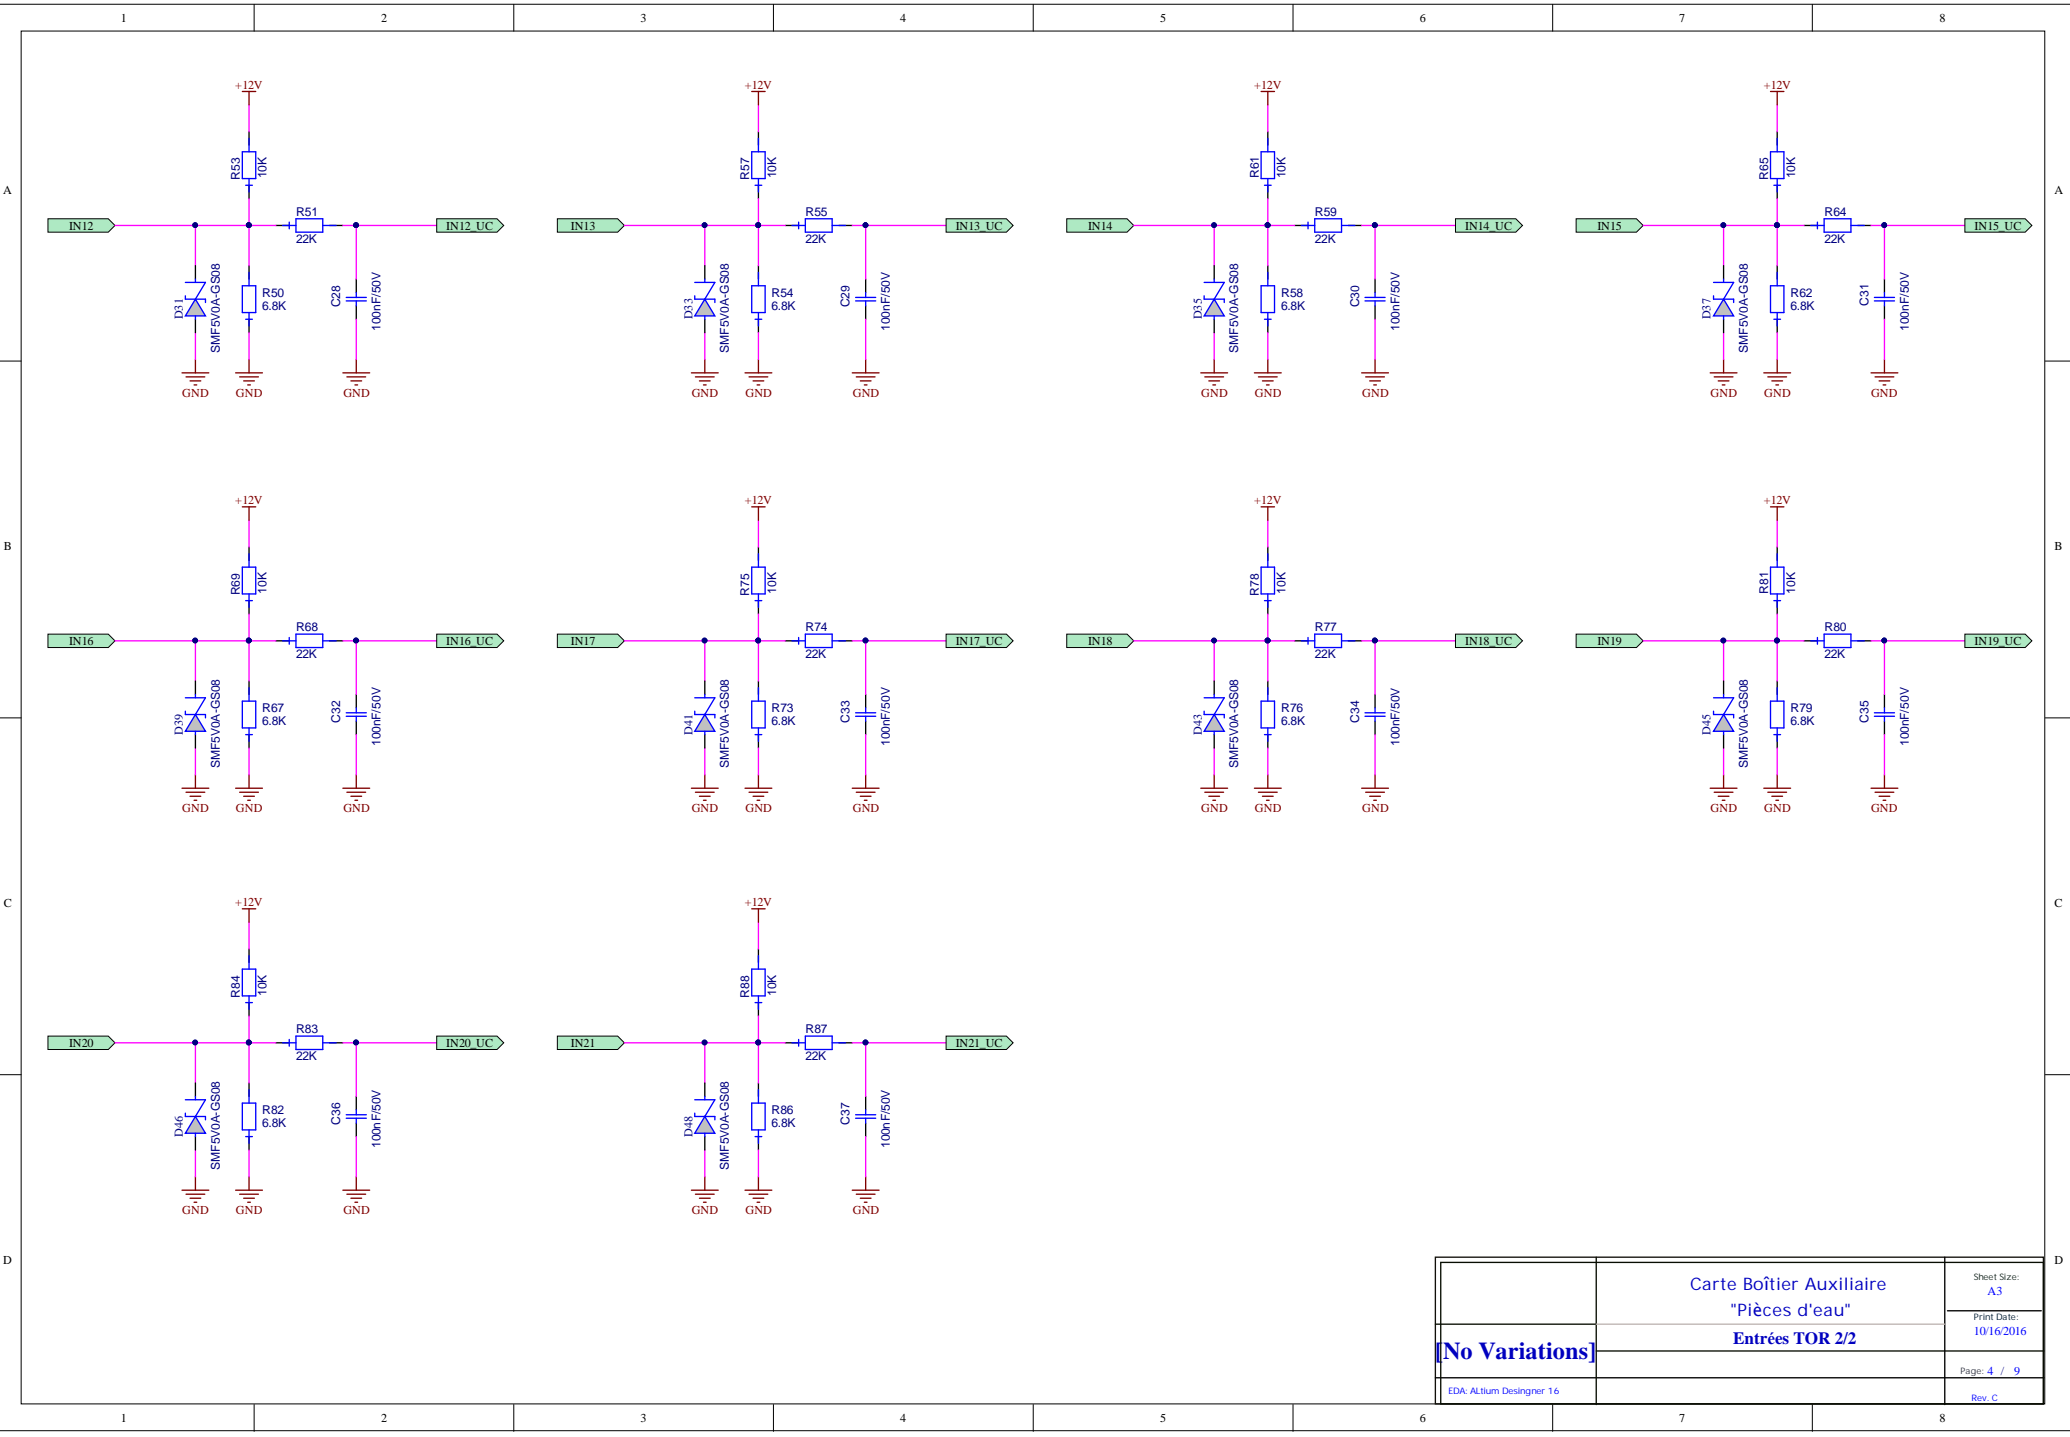 1 2 3 4 5 6 7 8
A A
+12V +12V +12V +12V
R53 10K R57 10K R61 10K R65 10K
IN12 R51 22K IN12_UC IN13 R55 22K IN13_UC IN14 R59 22K IN14_UC IN15 R64 22K IN15_UC
D31 SMF5V0A-GS08 R50 6.8K C28 100nF/50V D33 SMF5V0A-GS08 R54 6.8K C29 100nF/50V D35 SMF5V0A-GS08 R58 6.8K C30 100nF/50V D37 SMF5V0A-GS08 R62 6.8K C31 100nF/50V
GND GND GND GND GND GND GND GND GND GND GND GND
B B
+12V +12V +12V +12V
R69 10K R75 10K R78 10K R81 10K
IN16 R68 22K IN16_UC IN17 R74 22K IN17_UC IN18 R77 22K IN18_UC IN19 R80 22K IN19_UC
D39 SMF5V0A-GS08 R67 6.8K C32 100nF/50V D41 SMF5V0A-GS08 R73 6.8K C33 100nF/50V D43 SMF5V0A-GS08 R76 6.8K C34 100nF/50V D45 SMF5V0A-GS08 R79 6.8K C35 100nF/50V
GND GND GND GND GND GND GND GND GND GND GND GND
C C
+12V +12V
R84 10K R88 10K
IN20 R83 22K IN20_UC IN21 R87 22K IN21_UC
D46 SMF5V0A-GS08 R82 6.8K C36 100nF/50V D48 SMF5V0A-GS08 R86 6.8K C37 100nF/50V
GND GND GND GND GND GND
D D
Carte Boîtier Auxiliaire
"Pièces d'eau"
Entrées TOR 2/2
[No Variations]
EDA: ALtium Desingner 16
Sheet Size:
A3
Print Date:
10/16/2016
Page: 4 / 9
Rev. C
1 2 3 4 5 6 7 8